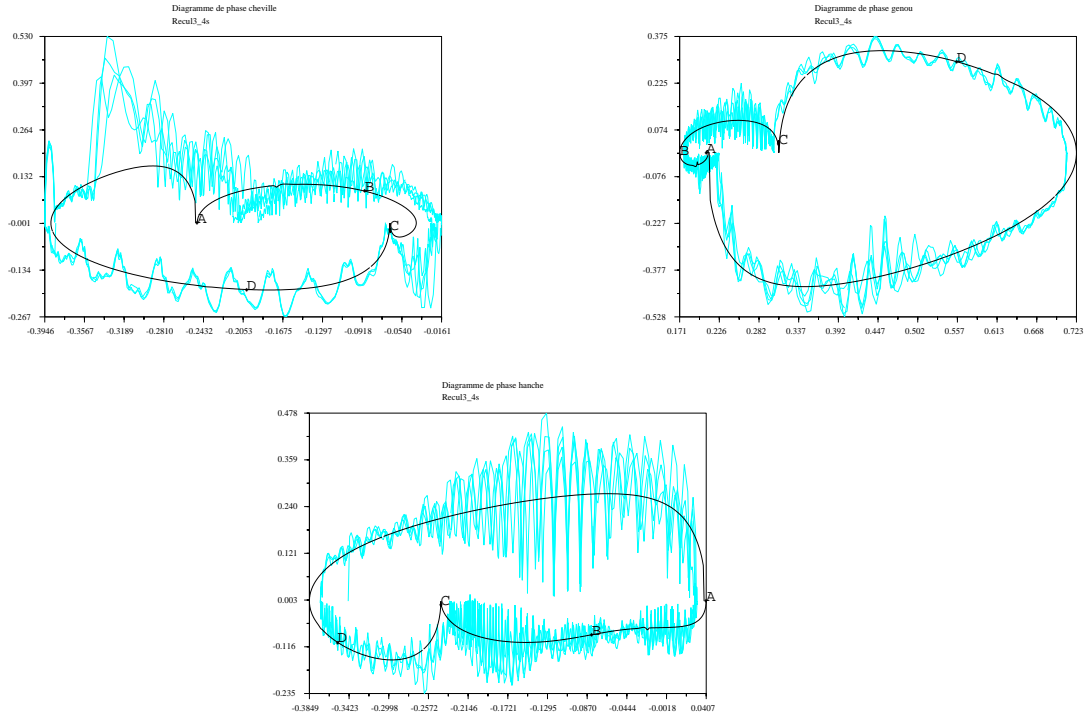 Diagramme de phase cheville
Recul3_4s
0.530
0.397
0.264
0.132
-0.001
-0.134
-0.267
-0.3946 -0.3567 -0.3189 -0.2810 -0.2432 -0.2053 -0.1675 -0.1297 -0.0918 -0.0540 -0.0161
A
B
C
D
Diagramme de phase genou
Recul3_4s
0.375
0.225
0.074
-0.076
-0.227
-0.377
-0.528
0.171 0.226 0.282 0.337 0.392 0.447 0.502 0.557 0.613 0.668 0.723
D
C
B
A
Diagramme de phase hanche
Recul3_4s
0.478
0.359
0.240
0.121
0.003
-0.116
-0.235
-0.3849 -0.3423 -0.2998 -0.2572 -0.2146 -0.1721 -0.1295 -0.0870 -0.0444 -0.0018 0.0407
A
C
B
D